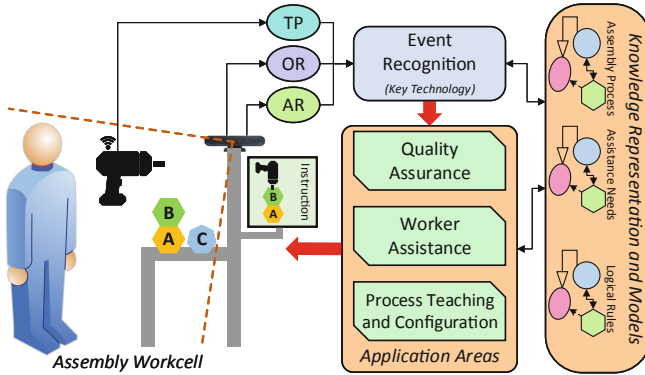 TP
OR
AR
Event
Recognition
(Key Technology)
Quality
Assurance
Worker
Assistance
Process Teaching
and Configuration
Application Areas
Instruction
B
A
B
A
C
Assembly Workcell
Assembly Process
Assistance Needs
Logical Rules
Knowledge Representation and Models